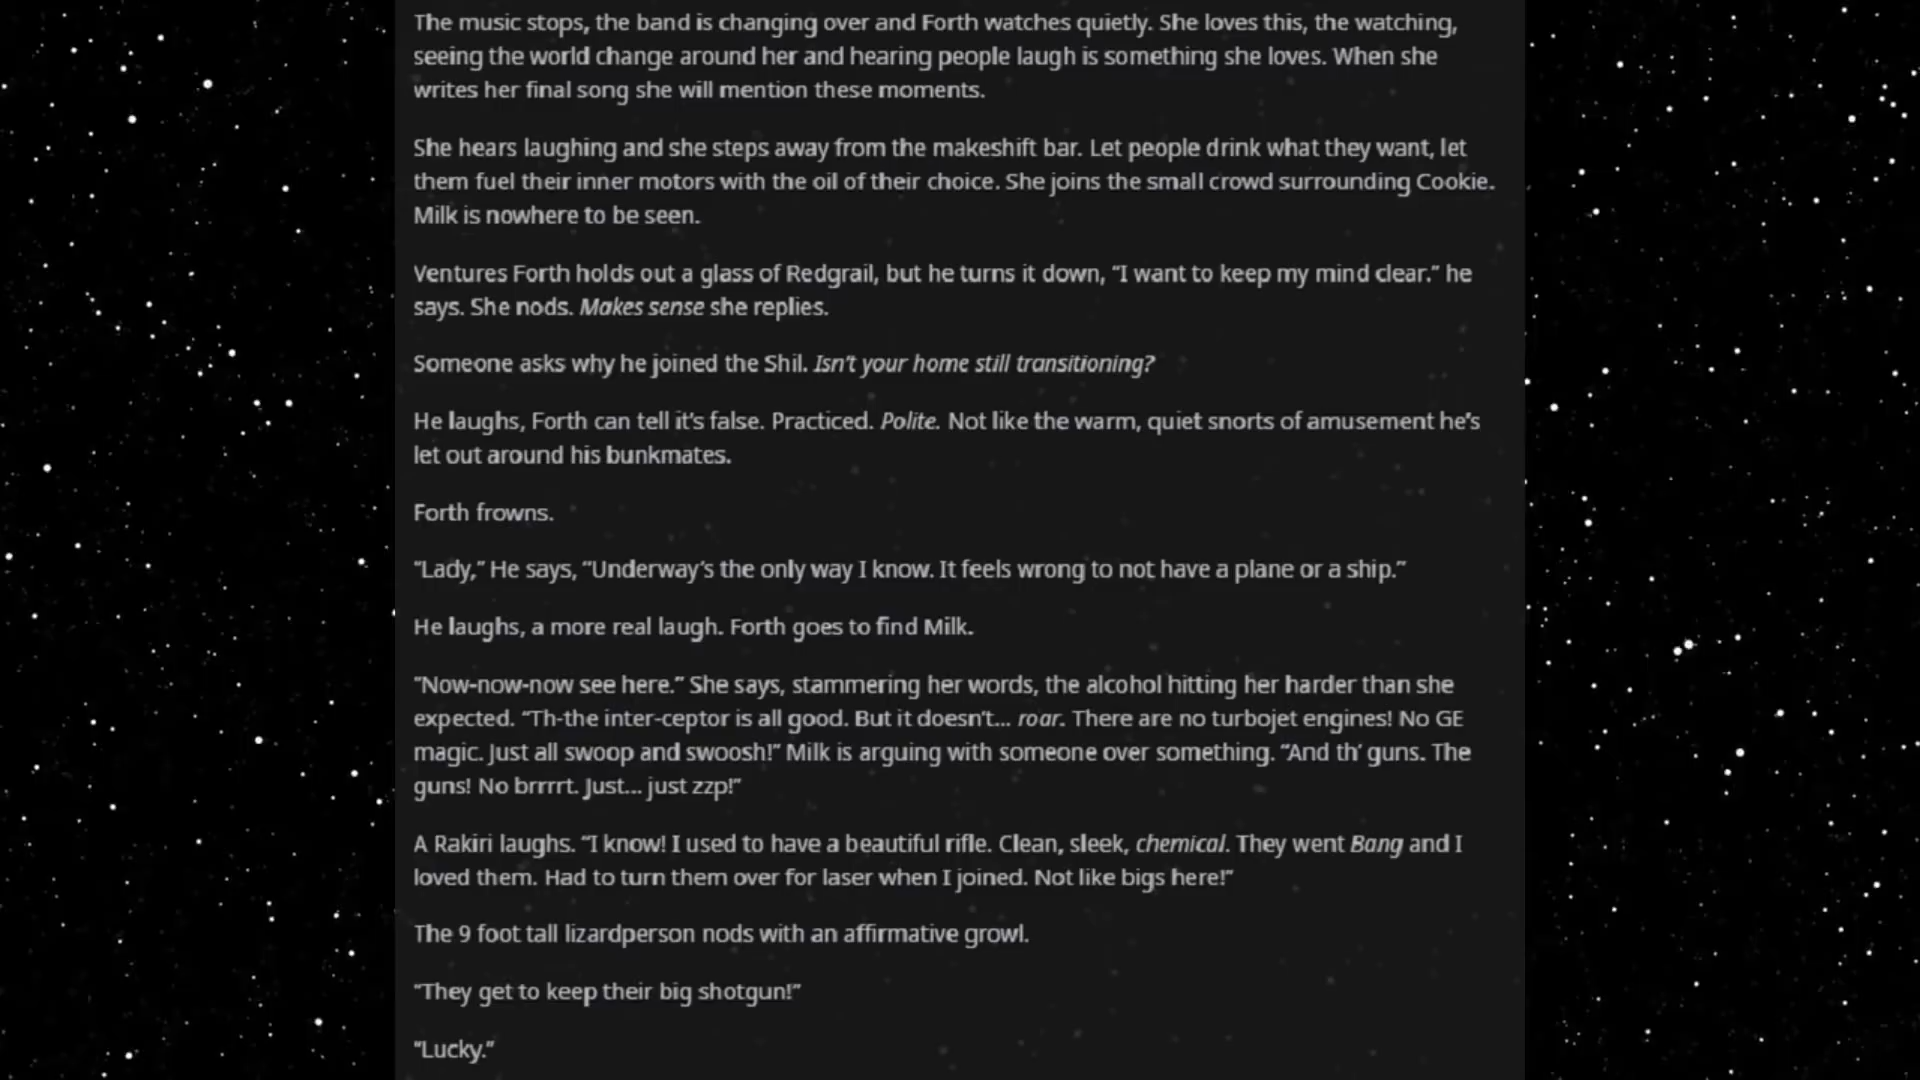 The music stops, the band is changing over and Forth watches quietly. She loves this, the watching,
seeing the world change around her and hearing people laugh is something she loves. When she
writes her final song she will mention these moments.
She hears laughing and she steps away from the makeshift bar. Let people drink what they want, let
them fuel their inner motors with the oil of their choice. She joins the small crowd surrounding Cookie.
Milk is nowhere to be seen.
Ventures Forth holds out a glass of Redgrail, but he turns it down, “I want to keep my mind clear.” he
says. She nods. Makes sense she replies.
Someone asks why he joined the Shil. Isn’t your home still transitioning?
He laughs, Forth can tell it’s false. Practiced. Polite. Not like the warm, quiet snorts of amusement he’s
let out around his bunkmates.
Forth frowns.
“Lady,” He says, “Underway’s the only way I know. It feels wrong to not have a plane or a ship.”
He laughs, a more real laugh. Forth goes to find Milk.
“Now-now-now see here.” She says, stammering her words, the alcohol hitting her harder than she
expected. “Th-the inter-ceptor is all good. But it doesn’t... roar. There are no turbojet engines! No GE
magic. Just all swoop and swoosh!” Milk is arguing with someone over something. “And th’ guns. The
guns! No brrrrt. Just... just zzp!”
A Rakiri laughs. “I know! I used to have a beautiful rifle. Clean, sleek, chemical. They went Bang and I
loved them. Had to turn them over for laser when I joined. Not like bigs here!”
The 9 foot tall lizardperson nods with an affirmative growl.
“They get to keep their big shotgun!”
“Lucky.”